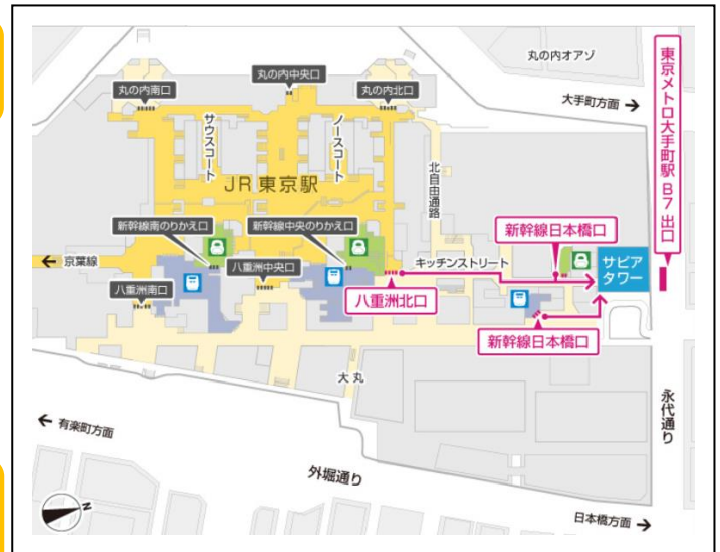 丸の内オアゾ
大手町方面 →
東京メトロ大手町駅 B7 出口
丸の内中央口
丸の内南口
丸の内北口
サウスコート
ノースコート
北自由通路
JR 東京駅
新幹線南のりかえ口
新幹線中央のりかえ口
新幹線日本橋口
← 京葉線
八重洲中央口
キッチンストリート
サピア
タワー
八重洲南口
八重洲北口
新幹線日本橋口
大丸
永代通り
← 有楽町方面
外堀通り
日本橋方面 →
N